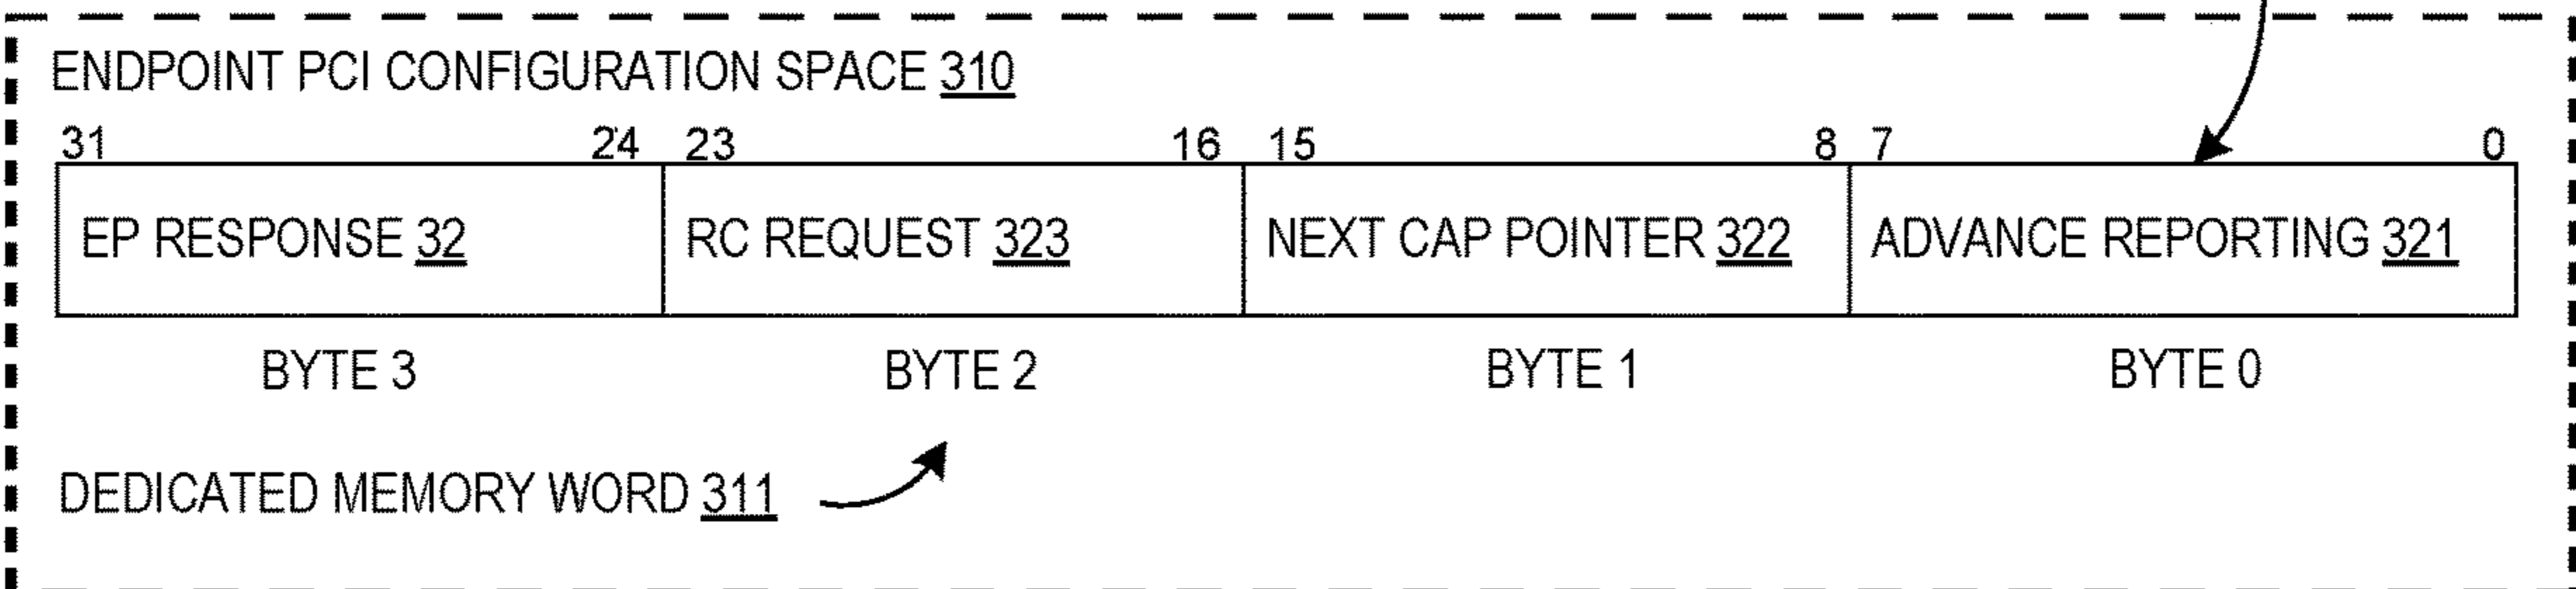 ENDPOINT PCI CONFIGURATION SPACE 310
31 24 23 16 15 8 7 0
EP RESPONSE 32 RC REQUEST 323 NEXT CAP POINTER 322 ADVANCE REPORTING 321
BYTE 3 BYTE 2 BYTE 1 BYTE 0
DEDICATED MEMORY WORD 311